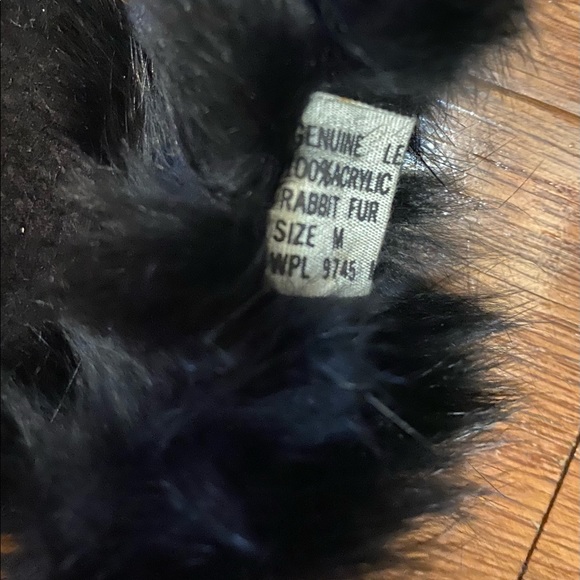 GENUINE LE
100%ACRYLIC
RABBIT FUR
SIZE M
WPL 9745